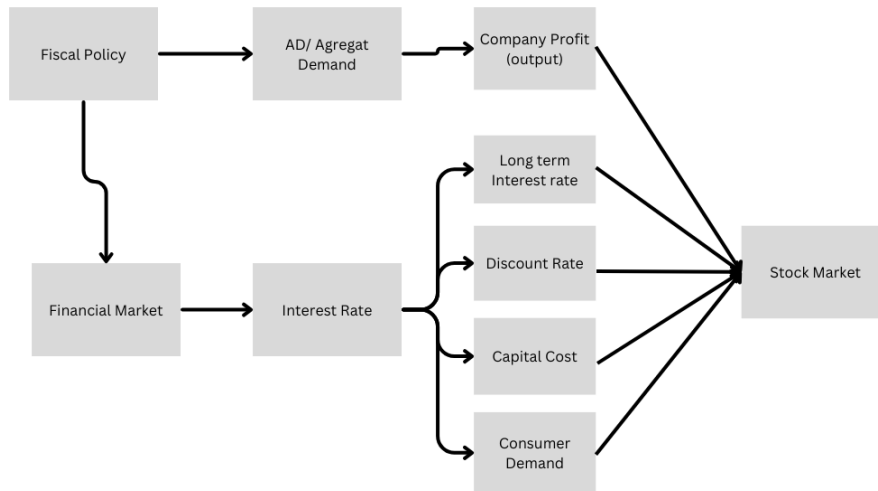 Fiscal Policy
AD/ Agregat
Demand
Company Profit
(output)
Long term
Interest rate
Discount Rate
Stock Market
Financial Market
Interest Rate
Capital Cost
Consumer
Demand